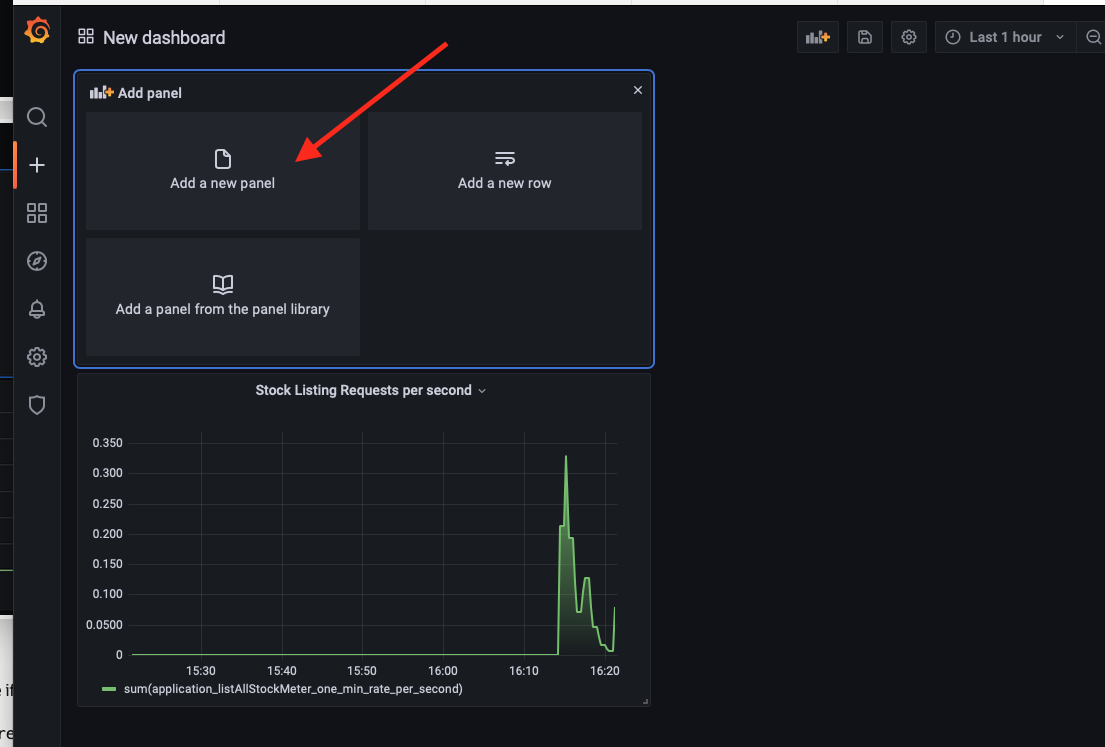 New dashboard
Last 1 hour
Add panel
Add a new panel
Add a new row
Add a panel from the panel library
Stock Listing Requests per second
0.350
0.300
0.250
0.200
0.150
0.100
0.0500
0
15:30 15:40 15:50 16:00 16:10 16:20
sum(application_listAllStockMeter_one_min_rate_per_second)
e if
re